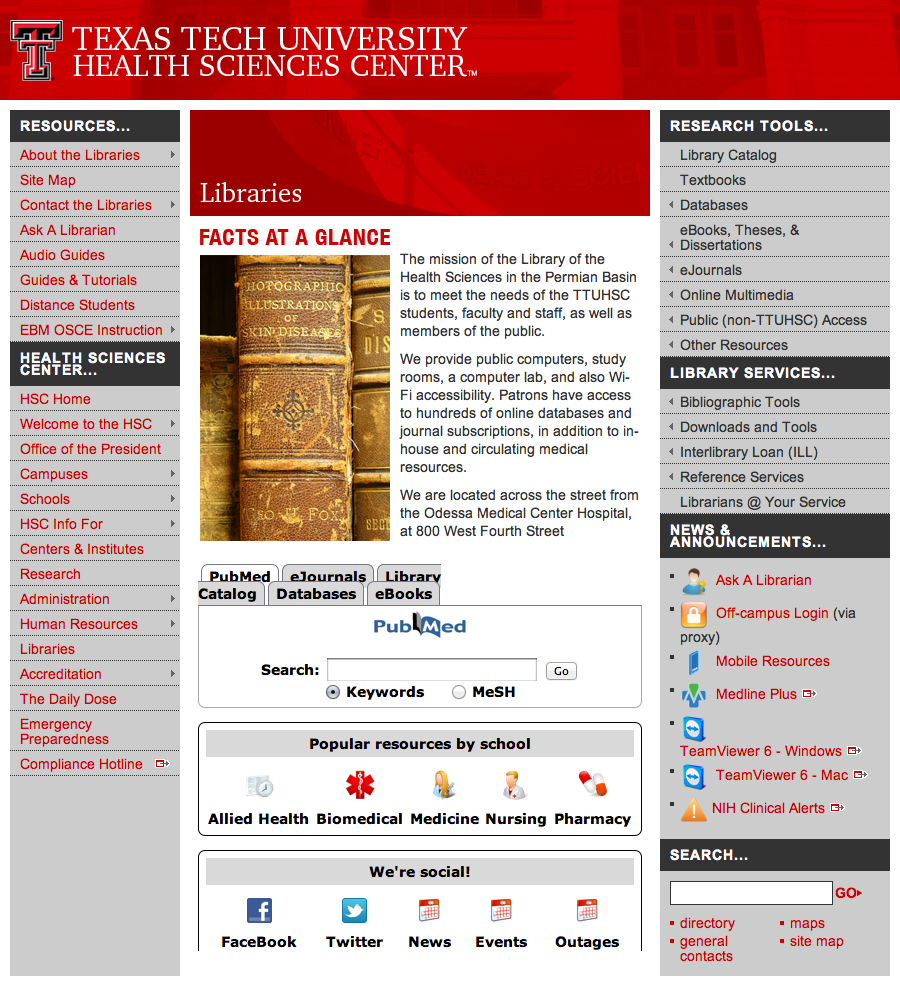 TEXAS TECH UNIVERSITY
HEALTH SCIENCES CENTER™
RESOURCES...
About the Libraries
Site Map
Contact the Libraries
Ask A Librarian
Audio Guides
Guides & Tutorials
Distance Students
EBM OSCE Instruction
HEALTH SCIENCES
CENTER...
HSC Home
Welcome to the HSC
Office of the President
Campuses
Schools
HSC Info For
Centers & Institutes
Research
Administration
Human Resources
Libraries
Accreditation
The Daily Dose
Emergency
Preparedness
Compliance Hotline
Libraries
FACTS AT A GLANCE
HOTOGRAPHIC
ILLUSTRATIONS
OF
SKIN DISEASES
GEO. H. FOX
The mission of the Library of the
Health Sciences in the Permian Basin
is to meet the needs of the TTUHSC
students, faculty and staff, as well as
members of the public.
We provide public computers, study
rooms, a computer lab, and also Wi-
Fi accessibility. Patrons have access
to hundreds of online databases and
journal subscriptions, in addition to in-
house and circulating medical
resources.
We are located across the street from
the Odessa Medical Center Hospital,
at 800 West Fourth Street
PubMed eJournals Library
Catalog Databases eBooks
PubMed
Search: Go
Keywords MeSH
Popular resources by school
Allied Health Biomedical Medicine Nursing Pharmacy
We're social!
FaceBook Twitter News Events Outages
RESEARCH TOOLS...
Library Catalog
Textbooks
Databases
eBooks, Theses, &
Dissertations
eJournals
Online Multimedia
Public (non-TTUHSC) Access
Other Resources
LIBRARY SERVICES...
Bibliographic Tools
Downloads and Tools
Interlibrary Loan (ILL)
Reference Services
Librarians @ Your Service
NEWS &
ANNOUNCEMENTS...
Ask A Librarian
Off-campus Login (via
proxy)
Mobile Resources
Medline Plus
TeamViewer 6 - Windows
TeamViewer 6 - Mac
NIH Clinical Alerts
SEARCH...
GO
directory maps
general site map
contacts